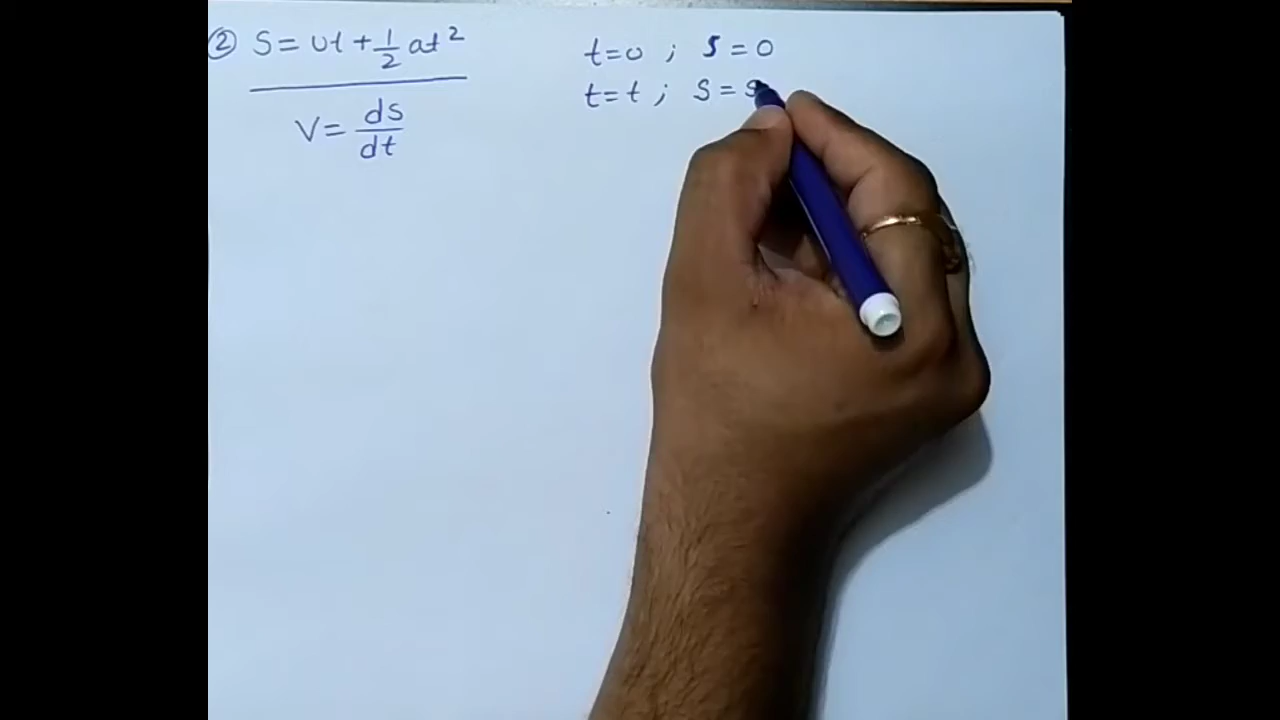 ② S = ut + 1/2 at²
V = ds/dt
t = 0 ; S = 0
t = t ; S = S